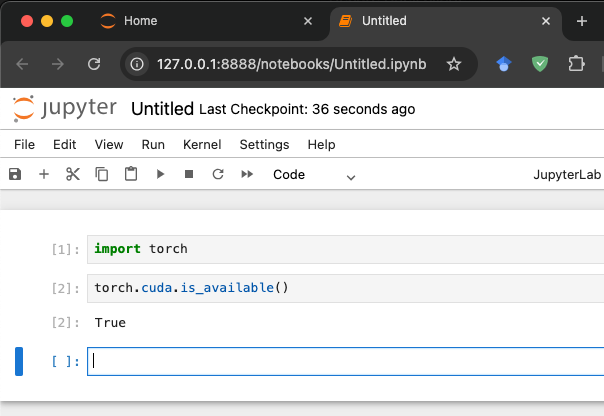 Home
Untitled
127.0.0.1:8888/notebooks/Untitled.ipynb
jupyter Untitled Last Checkpoint: 36 seconds ago
File Edit View Run Kernel Settings Help
Code JupyterLab
[1]: import torch
[2]: torch.cuda.is_available()
[2]: True
[ ]: